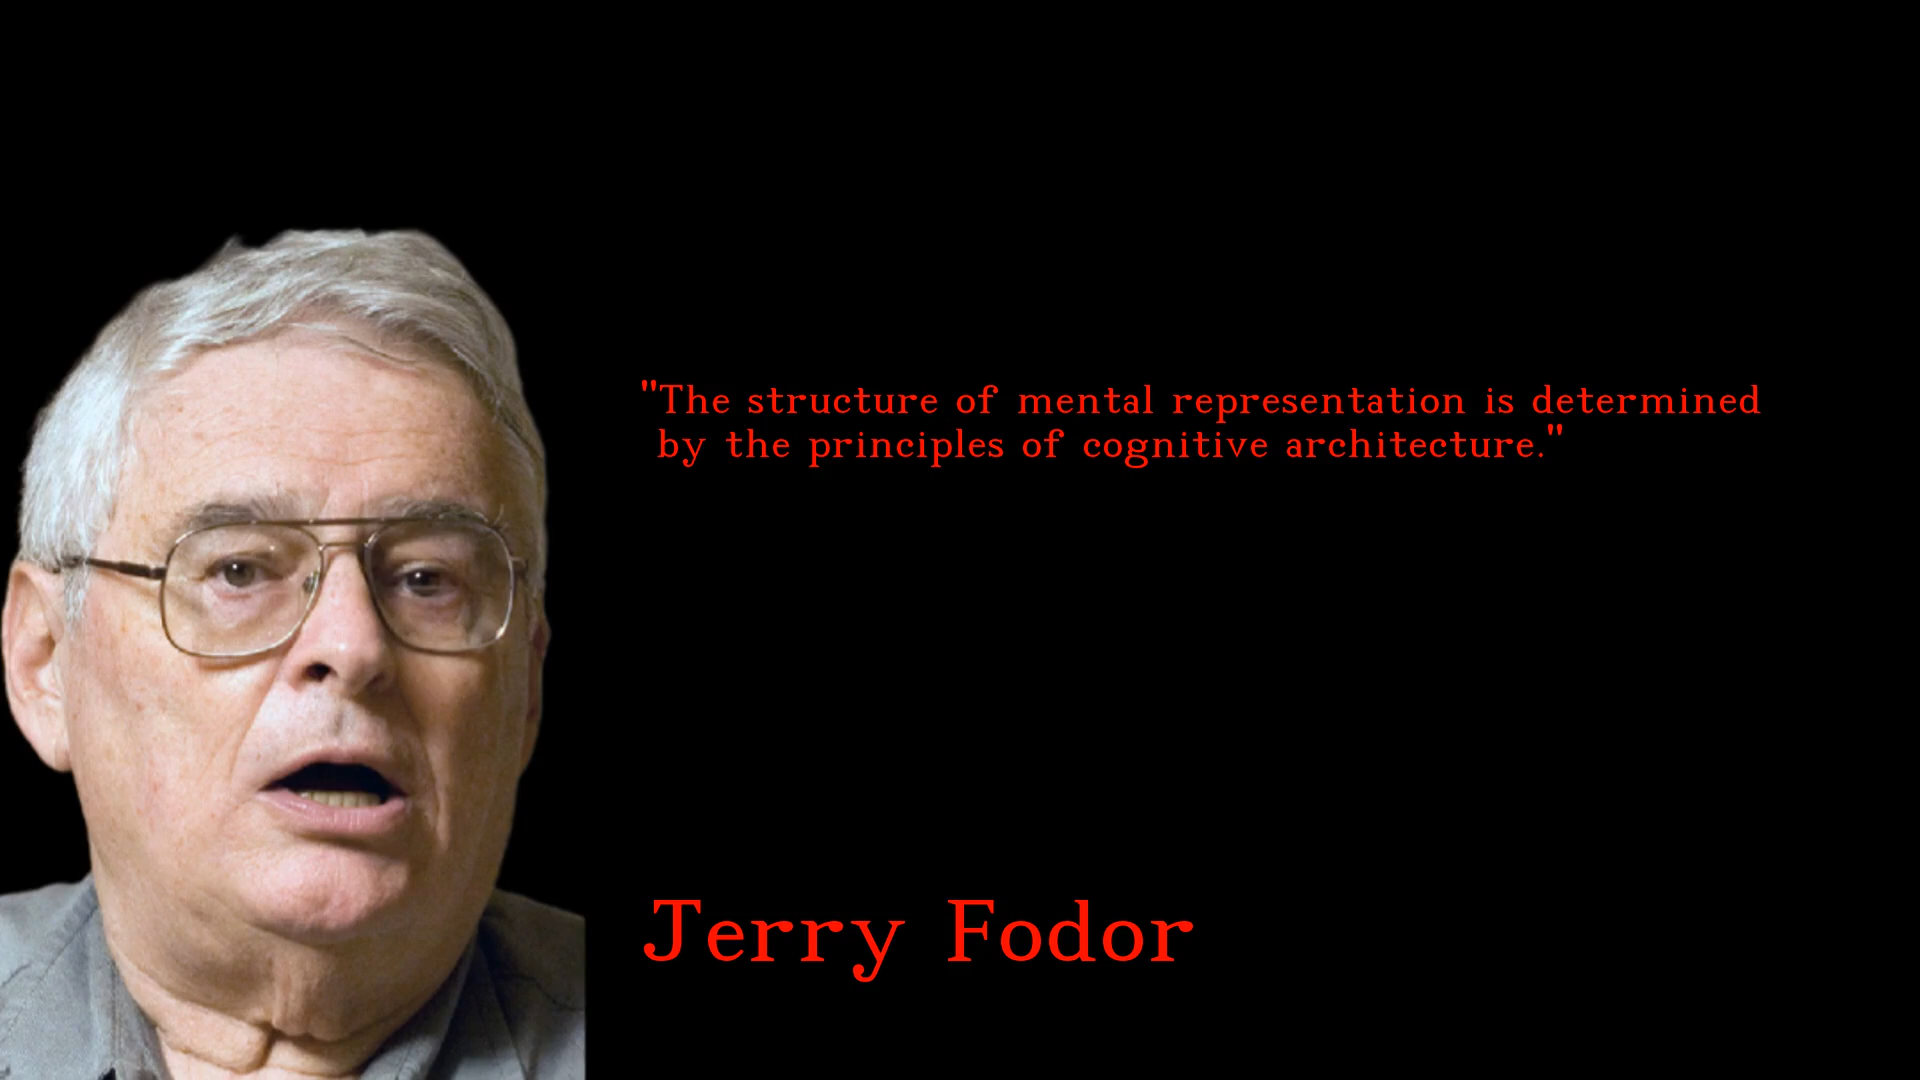 "The structure of mental representation is determined
by the principles of cognitive architecture."
Jerry Fodor